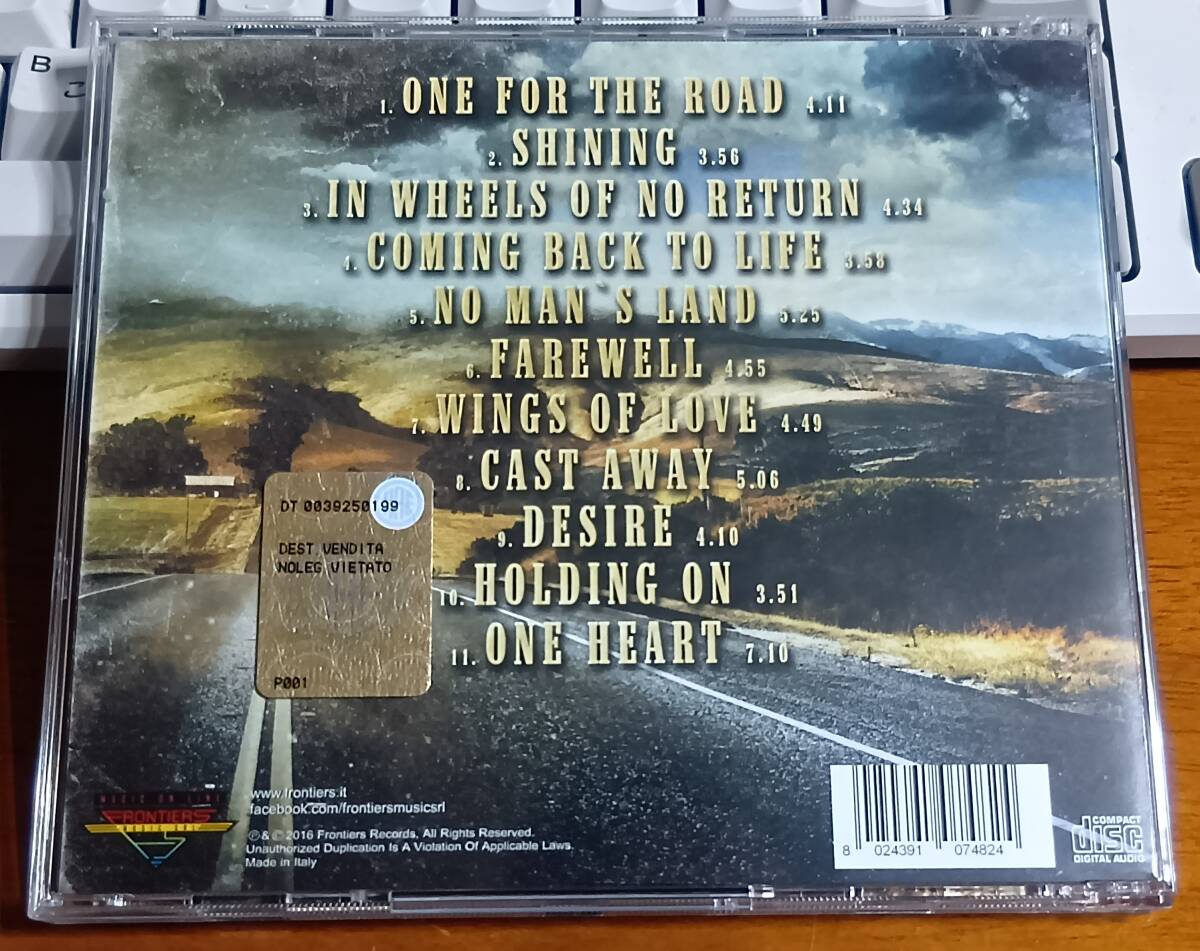 B
こ
1. ONE FOR THE ROAD 4.11
2. SHINING 3.56
3. IN WHEELS OF NO RETURN 4.34
4. COMING BACK TO LIFE 3.58
5. NO MAN`S LAND 5.25
6. FAREWELL 4.55
7. WINGS OF LOVE 4.49
8. CAST AWAY 5.06
9. DESIRE 4.10
10. HOLDING ON 3.51
11. ONE HEART 7.10
DT 0039250199
DEST.VENDITA
NOLEG.VIETATO
P001
FRONTIERS
www.frontiers.it
facebook.com/frontiersmusicsrl
℗ & © 2016 Frontiers Records, All Rights Reserved.
Unauthorized Duplication Is A Violation Of Applicable Laws.
Made in Italy
8 024391 074824
COMPACT
disc
DIGITAL AUDIO